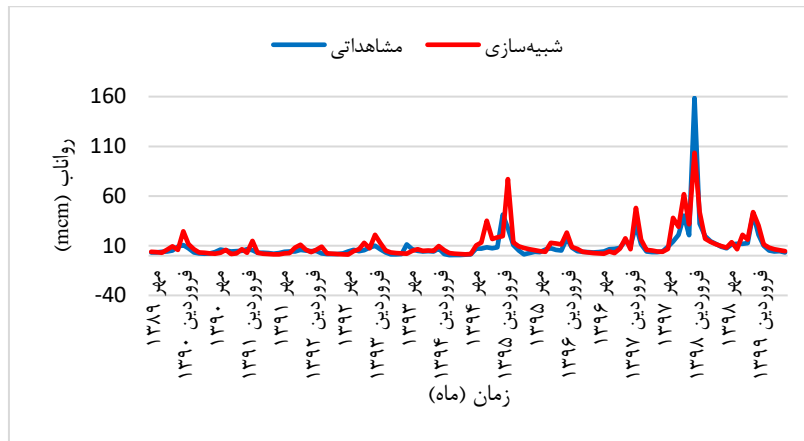 مشاهداتی
شبیه‌سازی
رواناب (mcm)
160
110
60
10
-40
مهر ۱۳۸۹
فروردین ۱۳۹۰
مهر ۱۳۹۰
فروردین ۱۳۹۱
مهر ۱۳۹۱
فروردین ۱۳۹۲
مهر ۱۳۹۲
فروردین ۱۳۹۳
مهر ۱۳۹۳
فروردین ۱۳۹۴
مهر ۱۳۹۴
فروردین ۱۳۹۵
مهر ۱۳۹۵
فروردین ۱۳۹۶
مهر ۱۳۹۶
فروردین ۱۳۹۷
مهر ۱۳۹۷
فروردین ۱۳۹۸
مهر ۱۳۹۸
فروردین ۱۳۹۹
زمان (ماه)